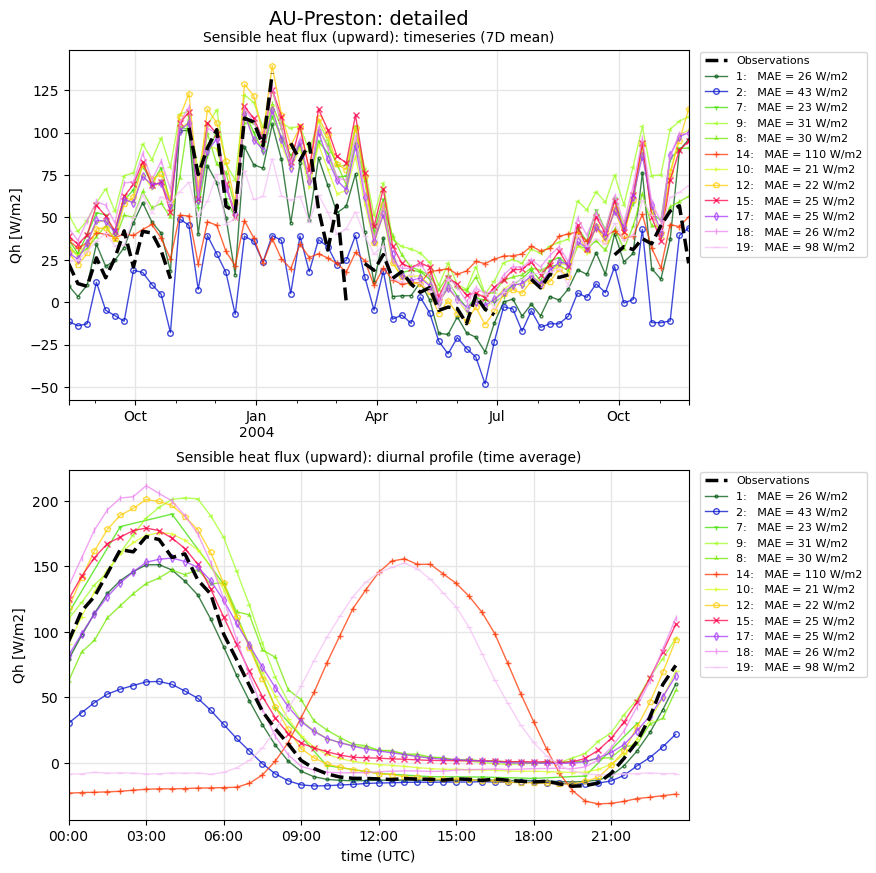 AU-Preston: detailed
Sensible heat flux (upward): timeseries (7D mean)
Qh [W/m2]
125
100
75
50
25
0
−25
−50
Oct
Jan
2004
Apr
Jul
Oct
Observations
1: MAE = 26 W/m2
2: MAE = 43 W/m2
7: MAE = 23 W/m2
9: MAE = 31 W/m2
8: MAE = 30 W/m2
14: MAE = 110 W/m2
10: MAE = 21 W/m2
12: MAE = 22 W/m2
15: MAE = 25 W/m2
17: MAE = 25 W/m2
18: MAE = 26 W/m2
19: MAE = 98 W/m2
Sensible heat flux (upward): diurnal profile (time average)
Qh [W/m2]
200
150
100
50
0
00:00
03:00
06:00
09:00
12:00
15:00
18:00
21:00
time (UTC)
Observations
1: MAE = 26 W/m2
2: MAE = 43 W/m2
7: MAE = 23 W/m2
9: MAE = 31 W/m2
8: MAE = 30 W/m2
14: MAE = 110 W/m2
10: MAE = 21 W/m2
12: MAE = 22 W/m2
15: MAE = 25 W/m2
17: MAE = 25 W/m2
18: MAE = 26 W/m2
19: MAE = 98 W/m2